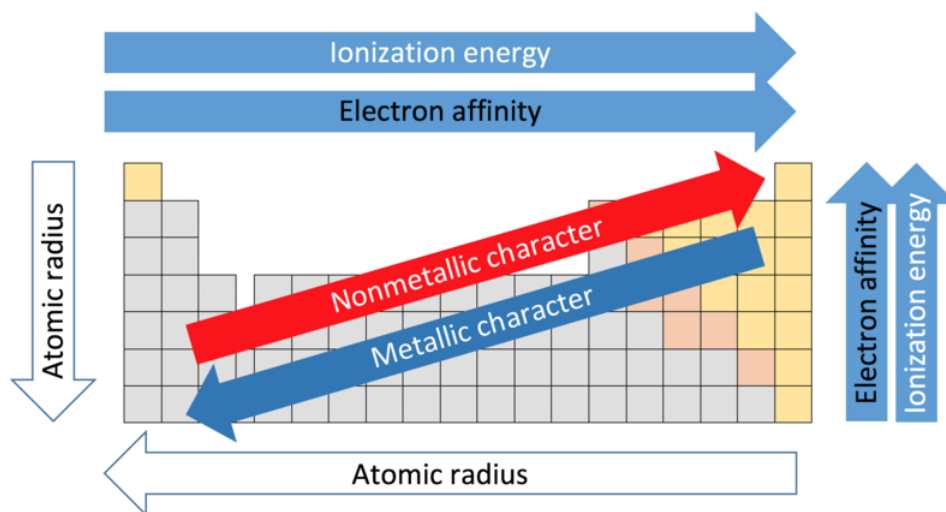 Ionization energy
Electron affinity
Atomic radius
Nonmetallic character
Metallic character
Electron affinity
Ionization energy
Atomic radius